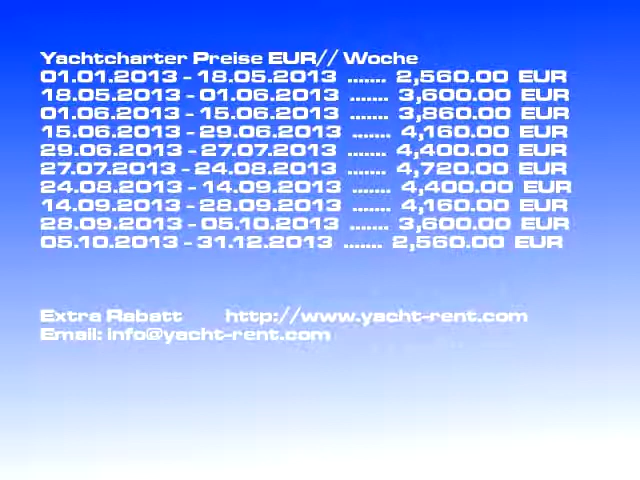 Yachtcharter Preise EUR// Woche
01.01.2013 - 18.05.2013 ....... 2,560.00 EUR
18.05.2013 - 01.06.2013 ....... 3,600.00 EUR
01.06.2013 - 15.06.2013 ....... 3,860.00 EUR
15.06.2013 - 29.06.2013 ....... 4,160.00 EUR
29.06.2013 - 27.07.2013 ....... 4,400.00 EUR
27.07.2013 - 24.08.2013 ....... 4,720.00 EUR
24.08.2013 - 14.09.2013 ....... 4,400.00 EUR
14.09.2013 - 28.09.2013 ....... 4,160.00 EUR
28.09.2013 - 05.10.2013 ....... 3,600.00 EUR
05.10.2013 - 31.12.2013 ....... 2,560.00 EUR
Extra Rabatt http://www.yacht-rent.com
Email: info@yacht-rent.com